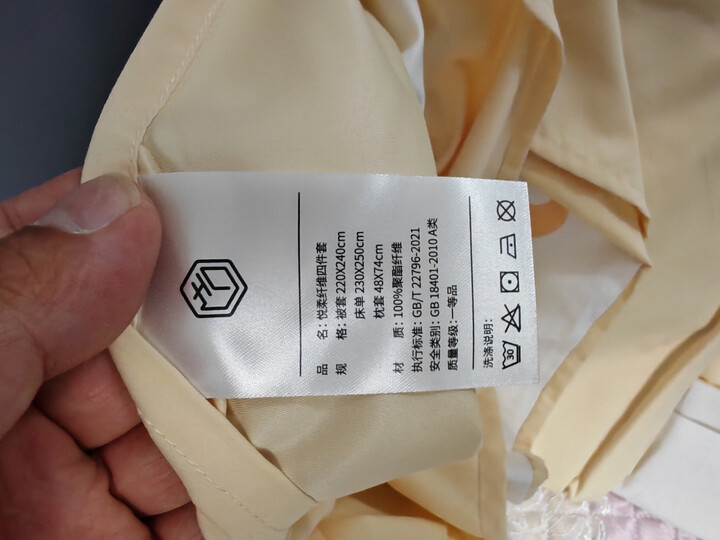 品 名：悦柔纤维四件套
规 格：被套 220X240cm
床单 230X250cm
枕套 48X74cm
材 质：100%聚酯纤维
执行标准：GB/T 22796-2021
安全类别：GB 18401-2010 A类
质量等级：一等品
洗涤说明：
30